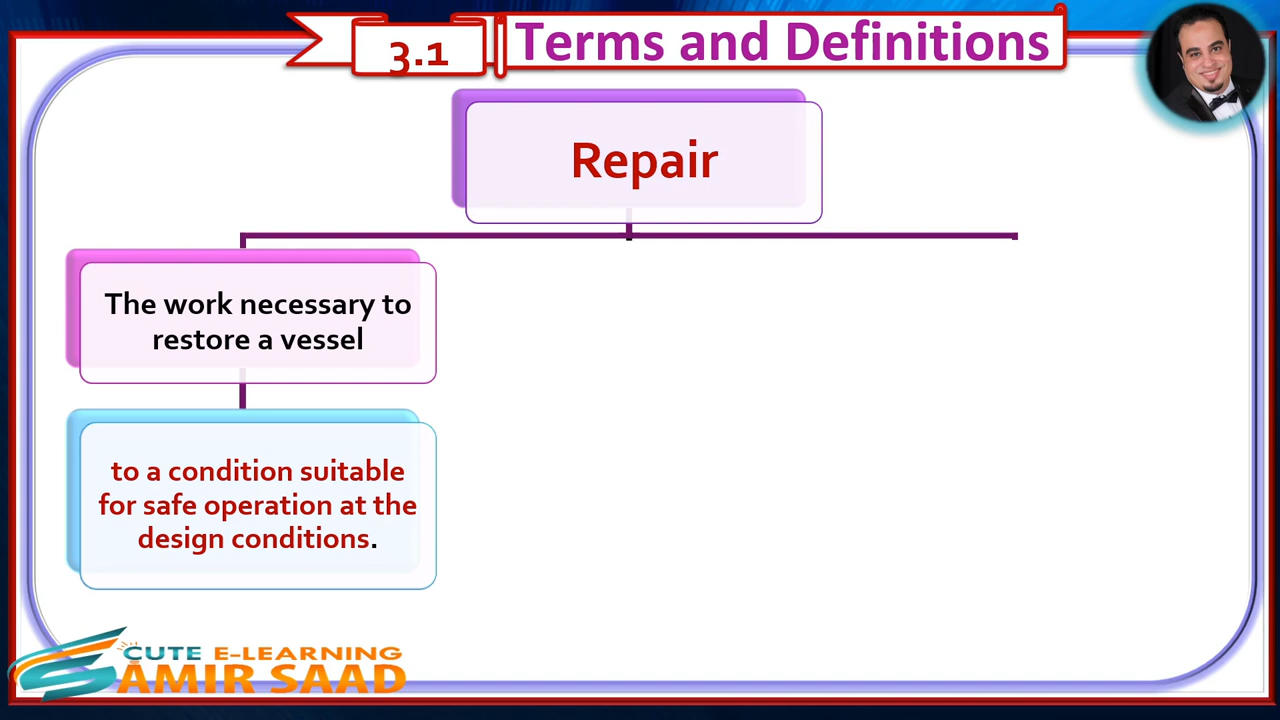 3.1
Terms and Definitions
Repair
The work necessary to
restore a vessel
to a condition suitable
for safe operation at the
design conditions.
CUTE E-LEARNING
AMIR SAAD